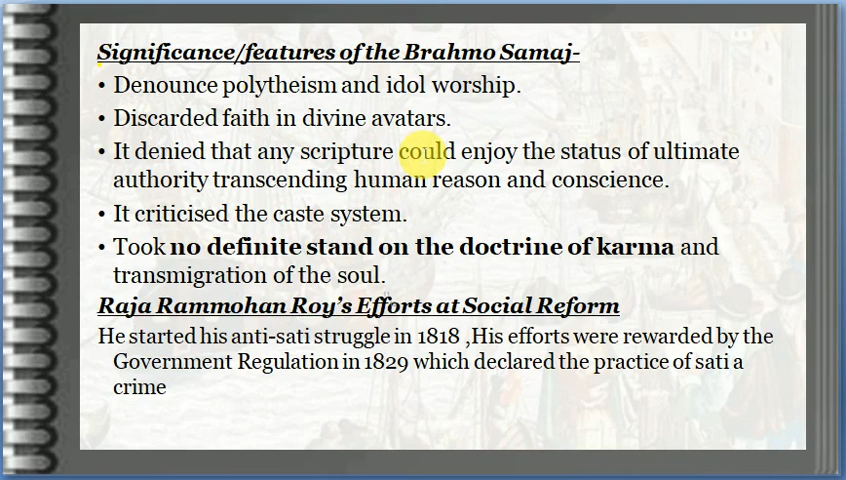 Significance/features of the Brahmo Samaj-
• Denounce polytheism and idol worship.
• Discarded faith in divine avatars.
• It denied that any scripture could enjoy the status of ultimate
authority transcending human reason and conscience.
• It criticised the caste system.
• Took no definite stand on the doctrine of karma and
transmigration of the soul.
Raja Rammohan Roy's Efforts at Social Reform
He started his anti-sati struggle in 1818 ,His efforts were rewarded by the
Government Regulation in 1829 which declared the practice of sati a
crime